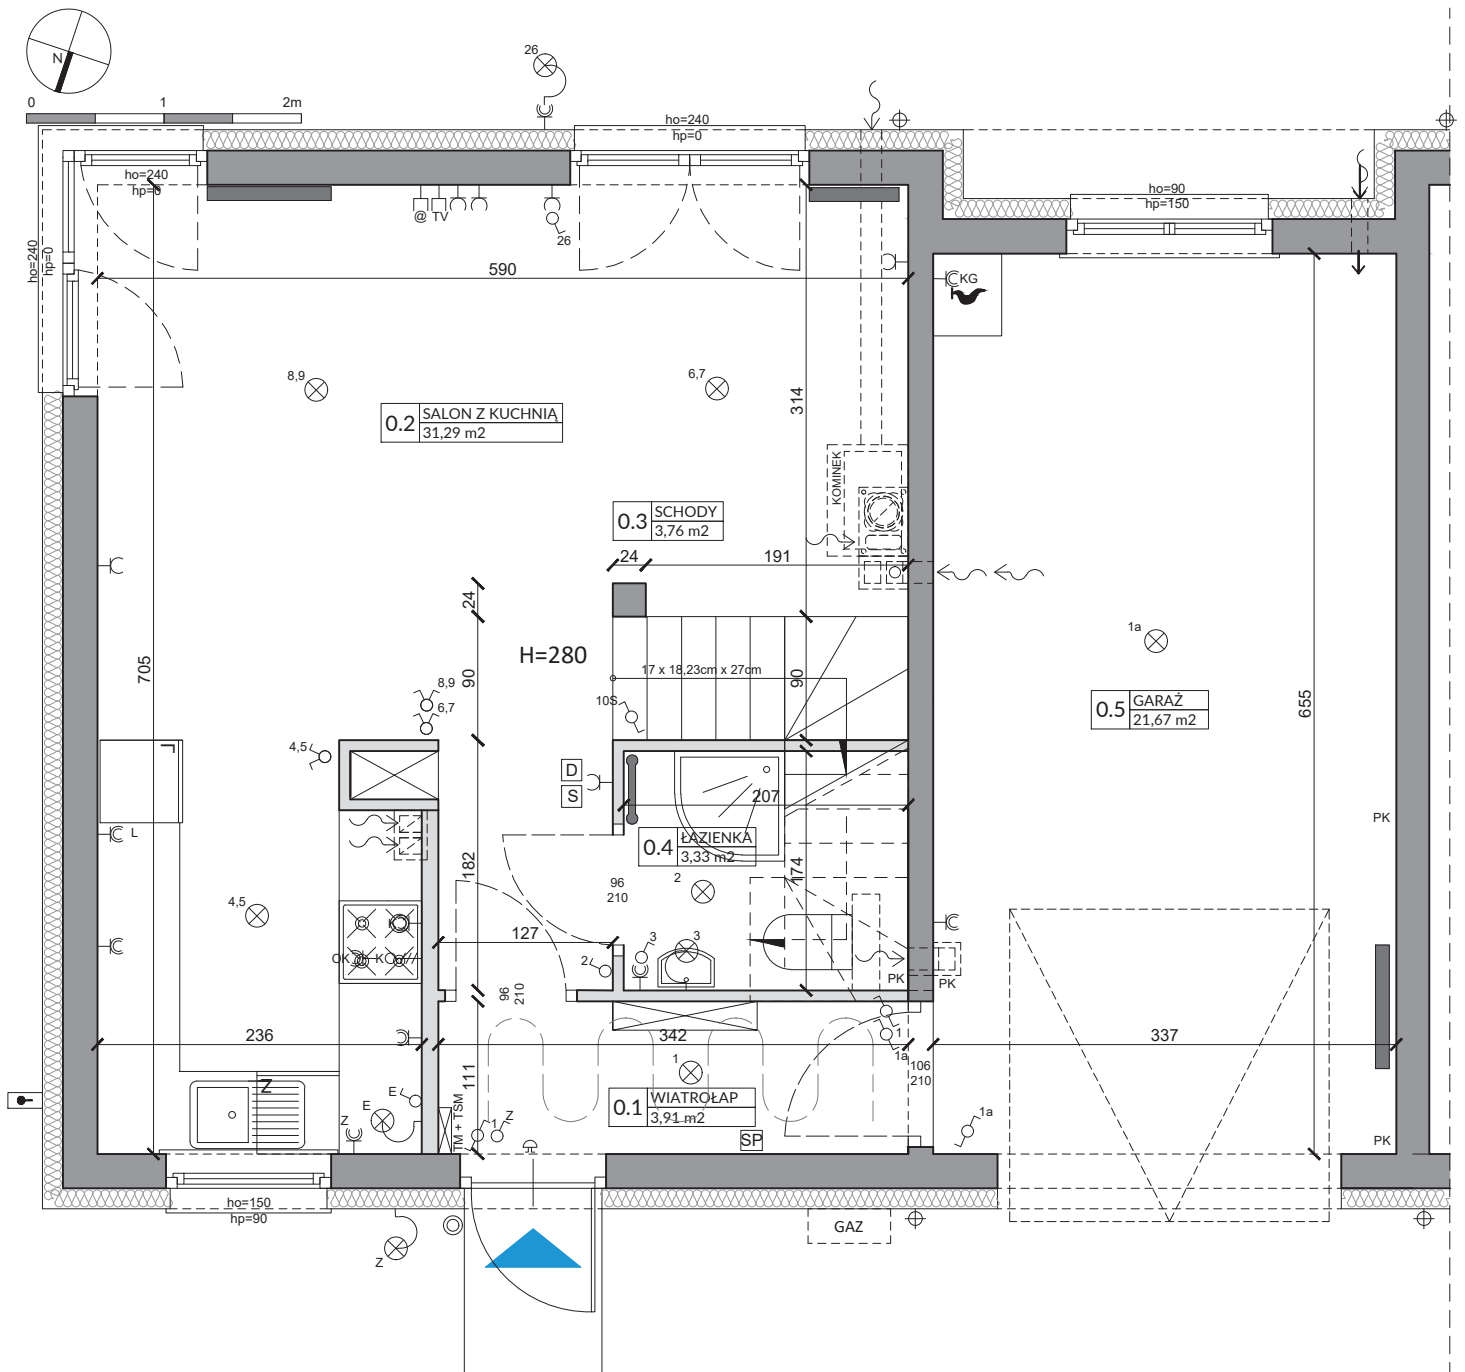 N
0 1 2m
26
ho=240
hp=0
ho=240
hp=0
ho=240
hp=0
ho=90
hp=150
@ TV
26
590
KG
8,9
6,7
314
0.2 SALON Z KUCHNIĄ
31,29 m2
KOMINEK
0.3 SCHODY
3,76 m2
24 191
24
H=280
17 x 18,23cm x 27cm
90
90
705
655
1a
0.5 GARAŻ
21,67 m2
8,9
6,7
10S
4,5
D
S
207
L
PK
0.4 ŁAZIENKA
3,33 m2
182
174
96
210
2
4,5
127
3
3
2
K
OK
K
PK
PK
96
210
236
342
337
1
1a
106
210
1
111
Z
E
E
0.1 WIATROŁAP
3,91 m2
TM + TSM
1
Z
Z
SP
1a
PK
ho=150
hp=90
Z
GAZ